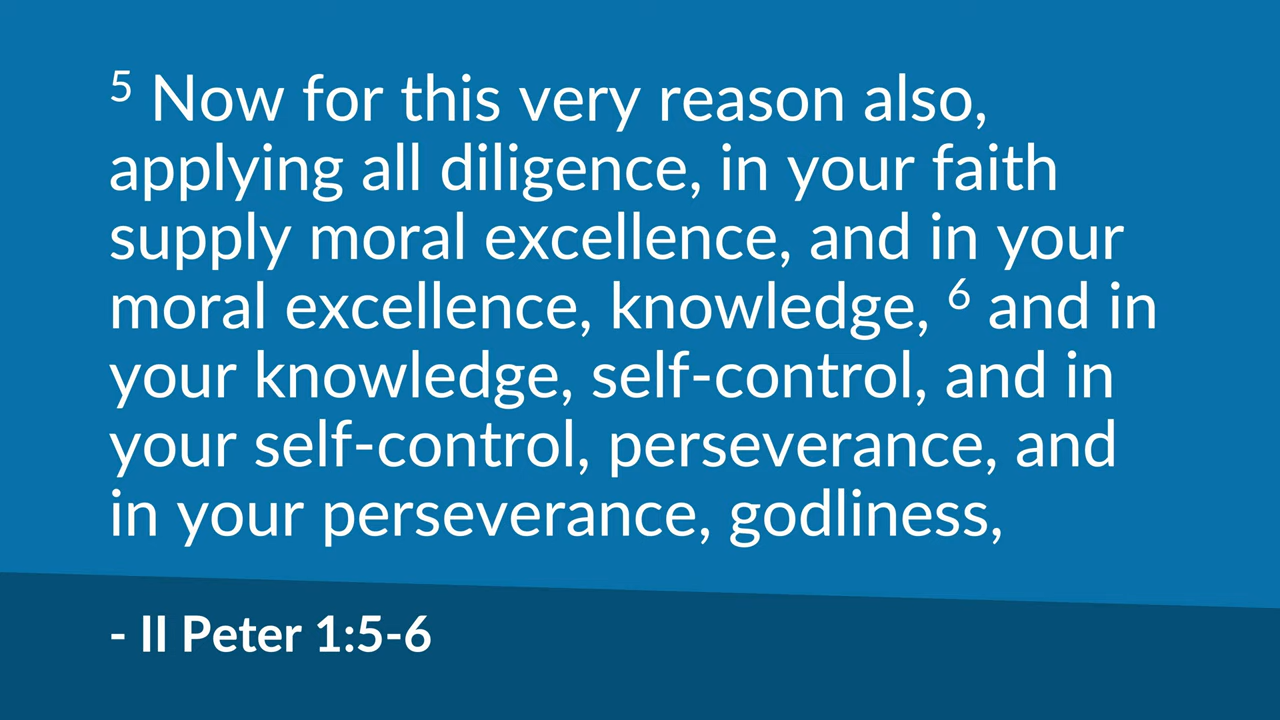 ⁵ Now for this very reason also,
applying all diligence, in your faith
supply moral excellence, and in your
moral excellence, knowledge, ⁶ and in
your knowledge, self-control, and in
your self-control, perseverance, and
in your perseverance, godliness,
- II Peter 1:5-6